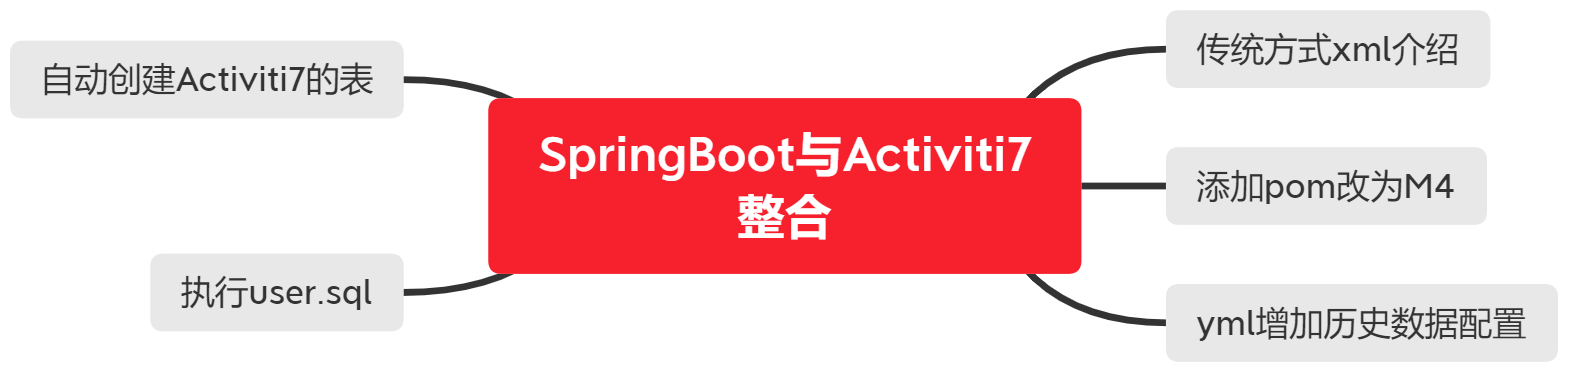 SpringBoot与Activiti7
整合
传统方式xml介绍
添加pom改为M4
yml增加历史数据配置
自动创建Activiti7的表
执行user.sql